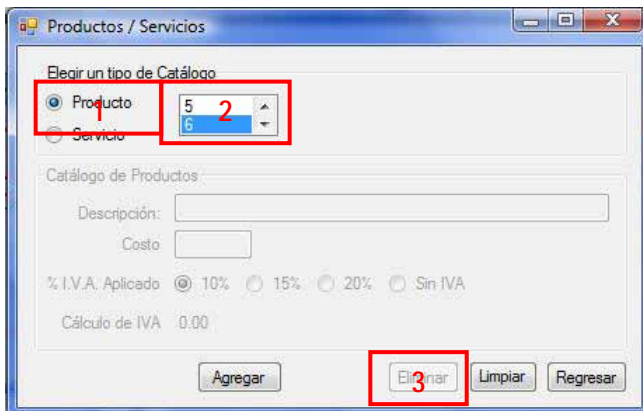 Productos / Servicios
Elegir un tipo de Catálogo
Producto
1
5
6
2
Servicio
Catálogo de Productos
Descripción:
Costo
% I.V.A. Aplicado 10% 15% 20% Sin IVA
Cálculo de IVA 0.00
Agregar Eliminar Limpiar Regresar
3